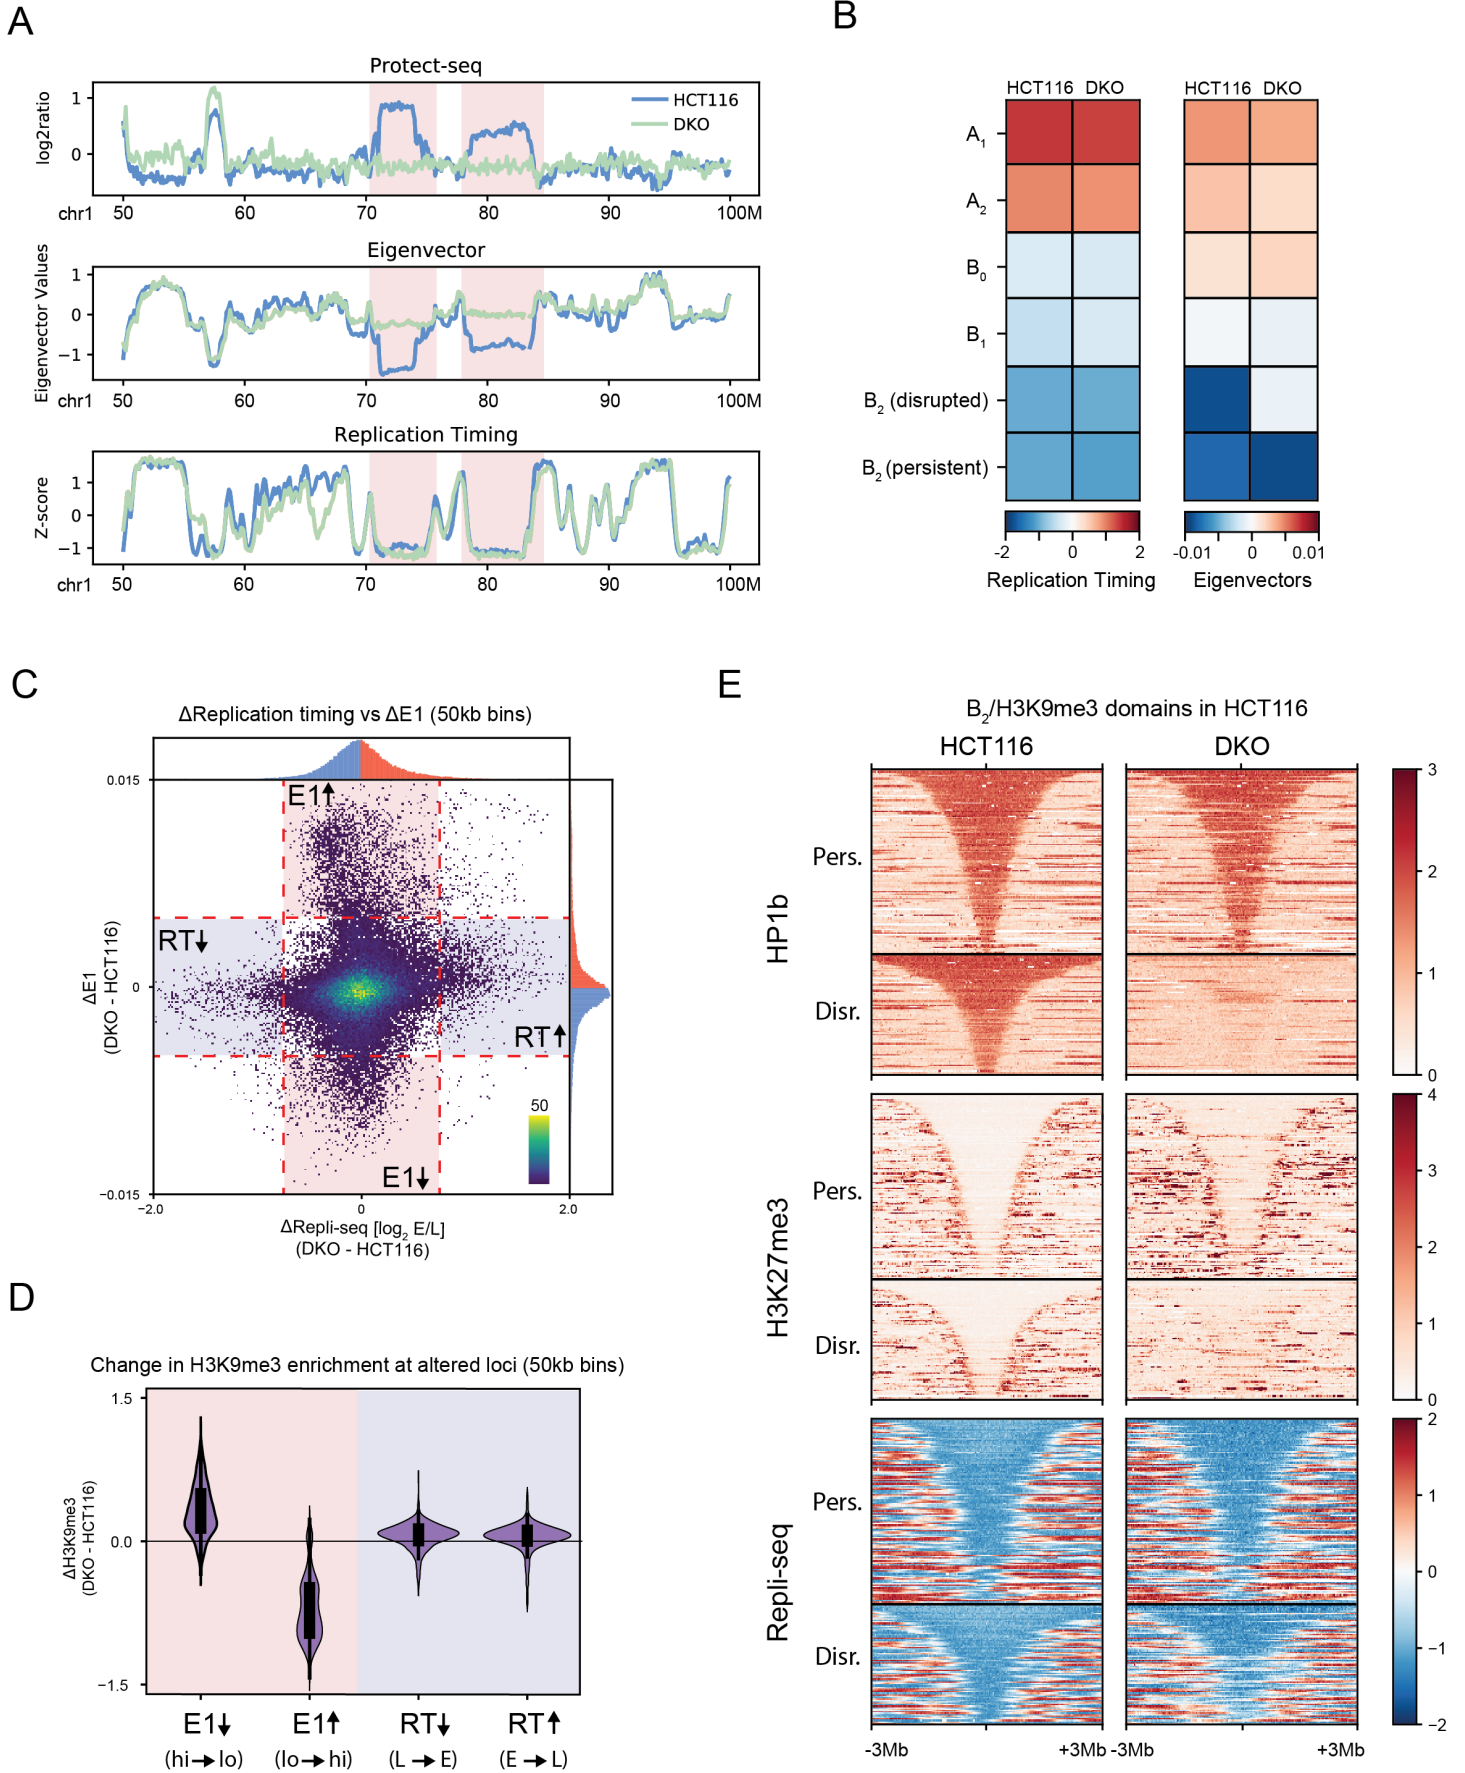 A
Protect-seq
log2ratio
1
0
HCT116
DKO
chr1 50 60 70 80 90 100M
Eigenvector
Eigenvector Values
1
0
−1
chr1 50 60 70 80 90 100M
Replication Timing
Z-score
1
0
−1
chr1 50 60 70 80 90 100M
B
HCT116 DKO HCT116 DKO
A1
A2
B0
B1
B2 (disrupted)
B2 (persistent)
-2 0 2
Replication Timing
-0.01 0 0.01
Eigenvectors
C
ΔReplication timing vs ΔE1 (50kb bins)
0.015
0
−0.015
ΔE1
(DKO - HCT116)
E1↑
RT↓
RT↑
E1↓
50
−2.0 0 2.0
ΔRepli-seq [log2 E/L]
(DKO - HCT116)
D
Change in H3K9me3 enrichment at altered loci (50kb bins)
ΔH3K9me3
(DKO - HCT116)
1.5
0.0
−1.5
E1↓ E1↑ RT↓ RT↑
(hi→lo) (lo→hi) (L→E) (E→L)
E
B2/H3K9me3 domains in HCT116
HCT116 DKO
HP1b
Pers.
Disr.
3
2
1
0
H3K27me3
Pers.
Disr.
4
3
2
1
0
Repli-seq
Pers.
Disr.
2
1
0
−1
−2
-3Mb +3Mb -3Mb +3Mb